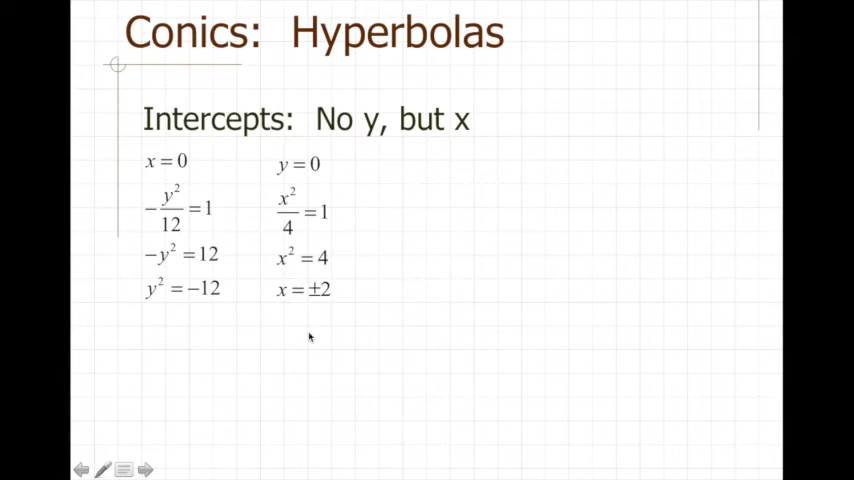 Conics: Hyperbolas
Intercepts: No y, but x
x = 0
-y²/12 = 1
-y² = 12
y² = -12
y = 0
x²/4 = 1
x² = 4
x = ±2